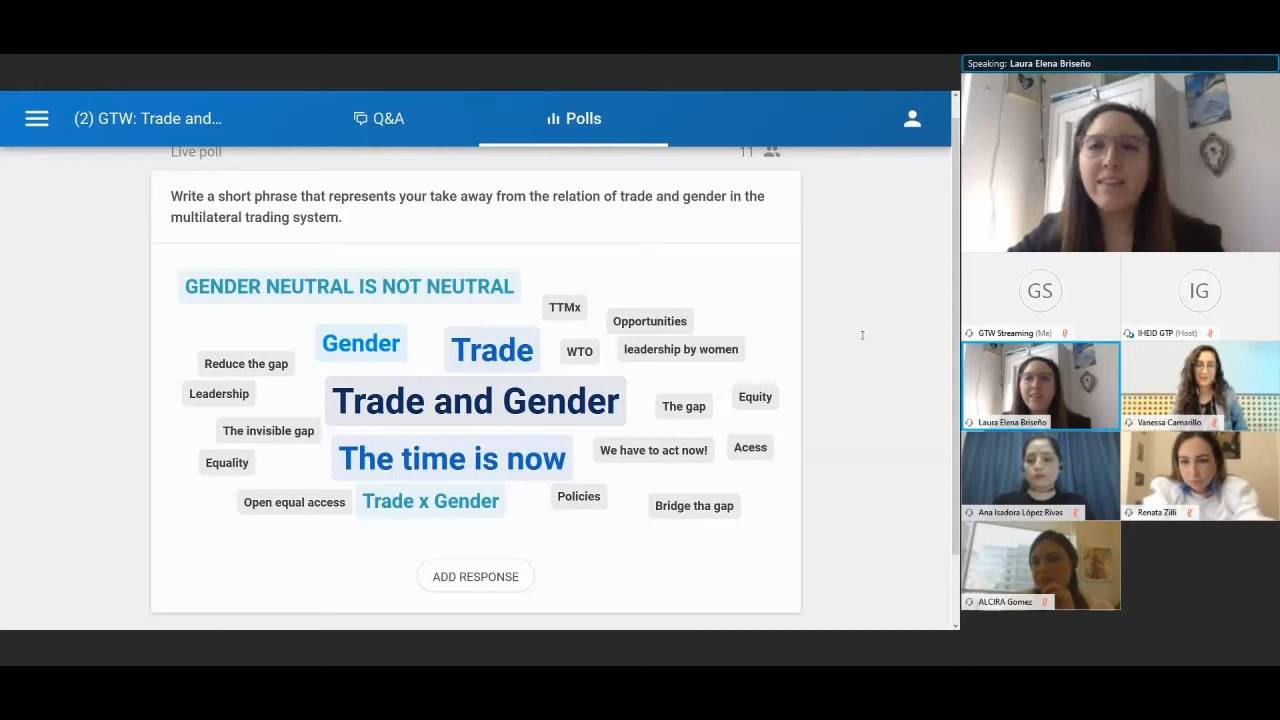 Speaking: Laura Elena Briseño
(2) GTW: Trade and...
Q&A
Polls
Live poll
11
Write a short phrase that represents your take away from the relation of trade and gender in the
multilateral trading system.
GENDER NEUTRAL IS NOT NEUTRAL
TTMx
Opportunities
Gender
Trade
WTO
leadership by women
Reduce the gap
Leadership
Trade and Gender
The gap
Equity
The invisible gap
Equality
The time is now
We have to act now!
Acess
Open equal access
Trade x Gender
Policies
Bridge tha gap
ADD RESPONSE
GS
IG
GTW Streaming (Me)
IHEID GTP (Host)
Laura Elena Briseño
Vanessa Camarillo
Ana Isadora López Rivas
Renata Zilli
ALCIRA Gomez